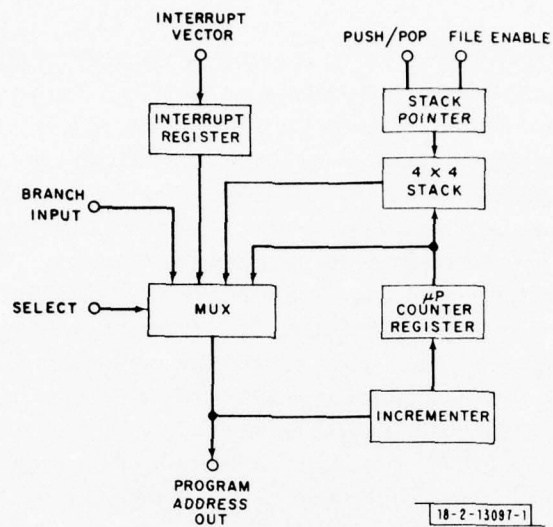 INTERRUPT
VECTOR
PUSH/POP
FILE ENABLE
INTERRUPT
REGISTER
STACK
POINTER
4 X 4
STACK
BRANCH
INPUT
SELECT
MUX
μP
COUNTER
REGISTER
INCREMENTER
PROGRAM
ADDRESS
OUT
18-2-13097-1